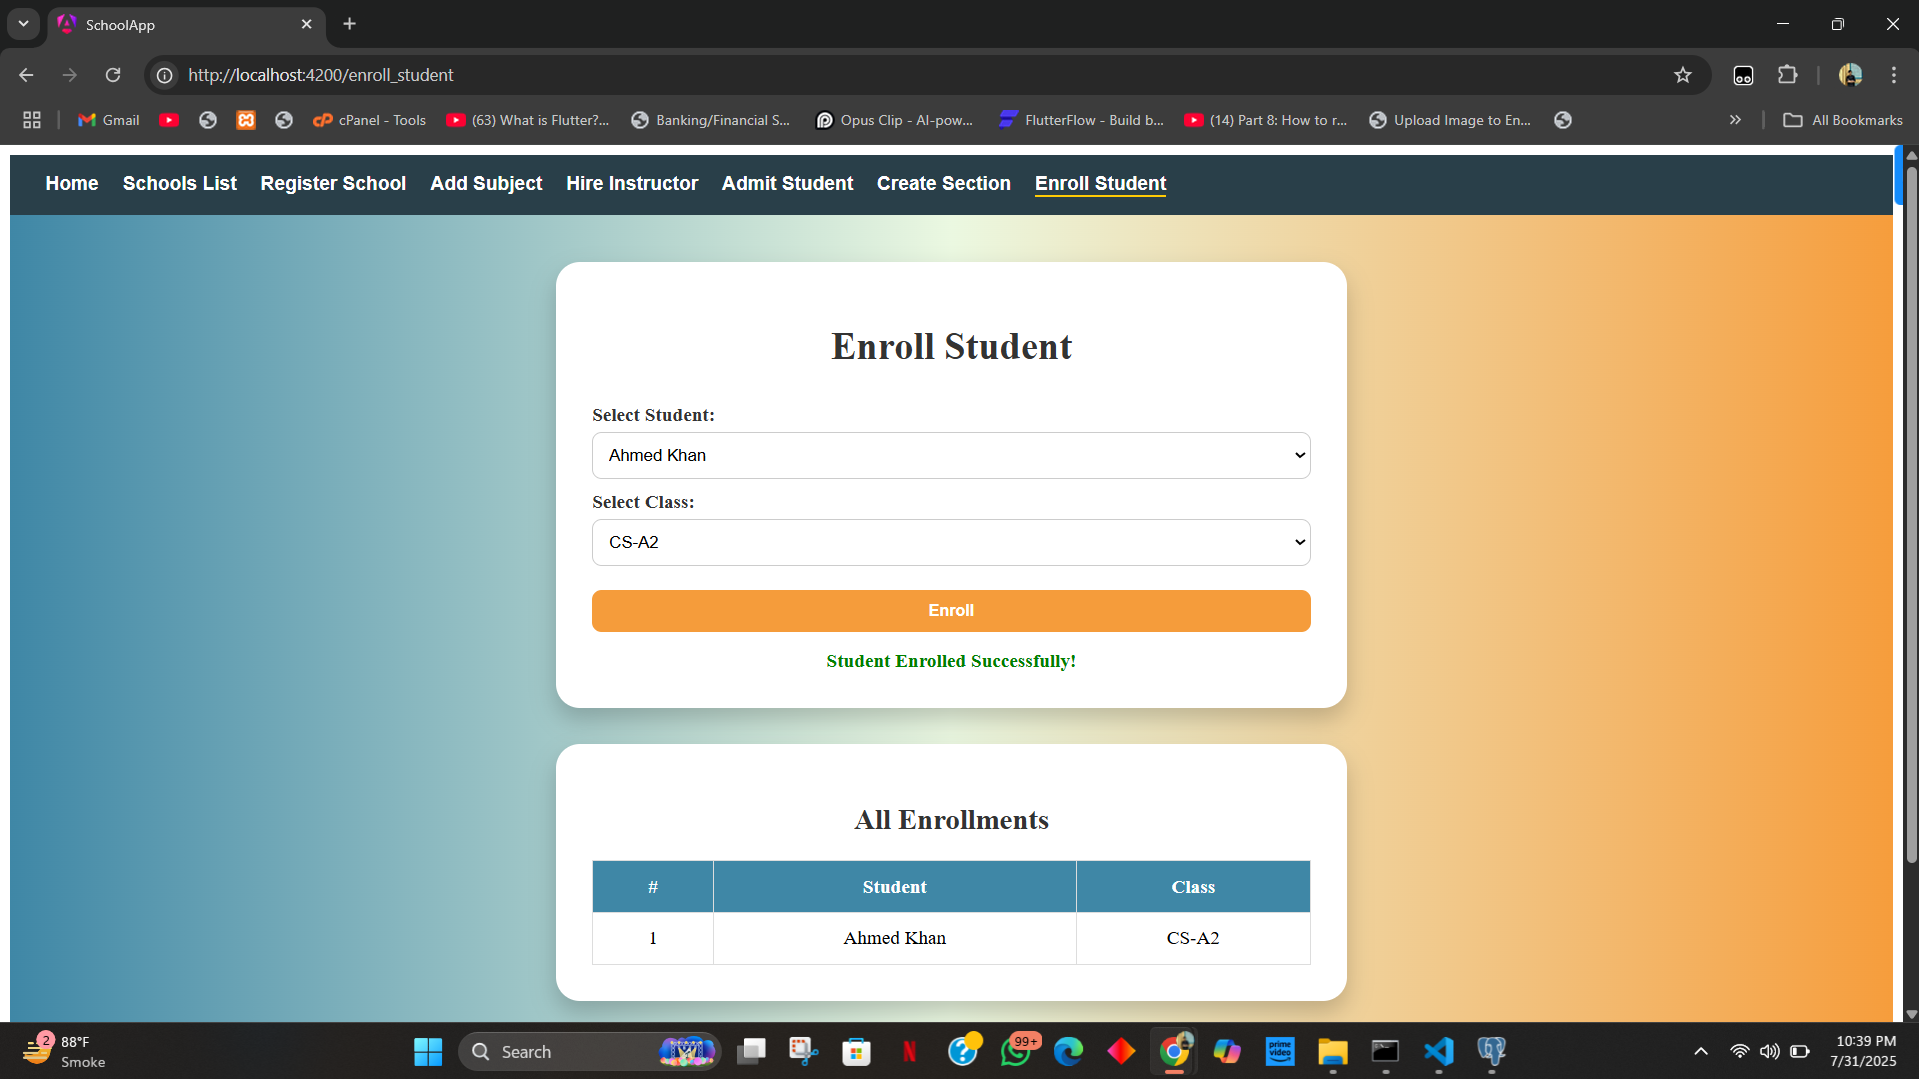 SchoolApp
http://localhost:4200/enroll_student
Gmail
cPanel - Tools
(63) What is Flutter?...
Banking/Financial S...
Opus Clip - AI-pow...
FlutterFlow - Build b...
(14) Part 8: How to r...
Upload Image to En...
All Bookmarks
Home Schools List Register School Add Subject Hire Instructor Admit Student Create Section Enroll Student
Enroll Student
Select Student:
Ahmed Khan
Select Class:
CS-A2
Enroll
Student Enrolled Successfully!
All Enrollments
# Student Class
1 Ahmed Khan CS-A2
2
88°F
Smoke
Search
99+
prime video
10:39 PM
7/31/2025